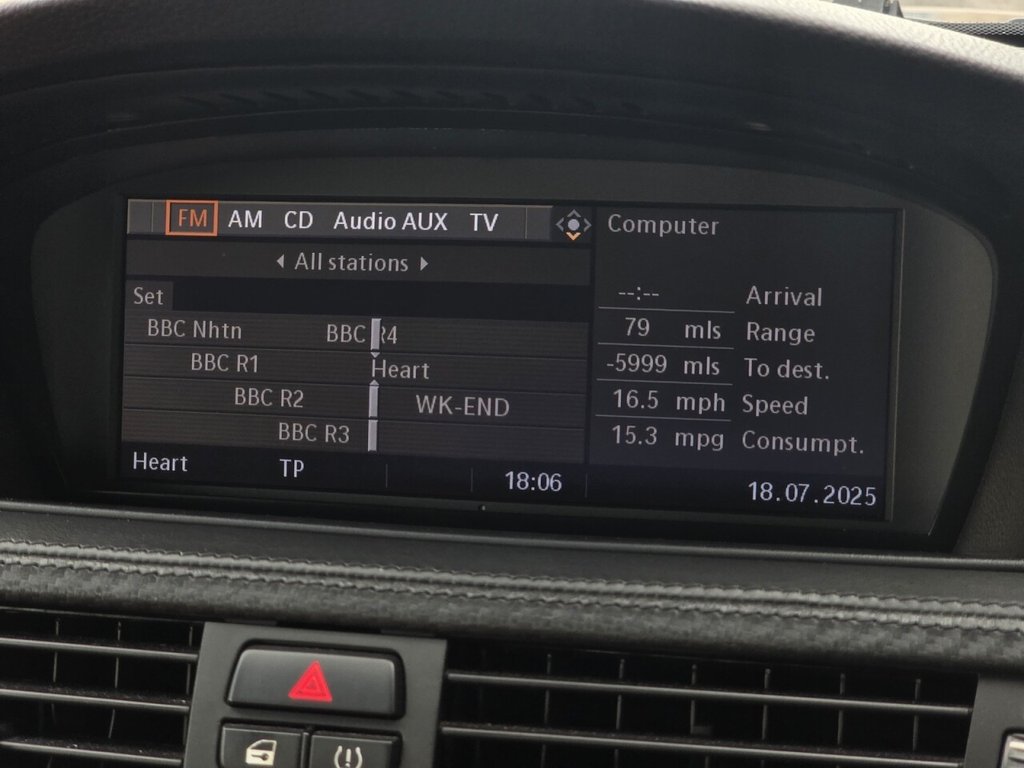 FM AM CD Audio AUX TV
All stations
Set
BBC Nhtn BBC R4
BBC R1 Heart
BBC R2 WK-END
BBC R3
Heart TP 18:06
Computer
--:-- Arrival
79 mls Range
-5999 mls To dest.
16.5 mph Speed
15.3 mpg Consumpt.
18.07.2025